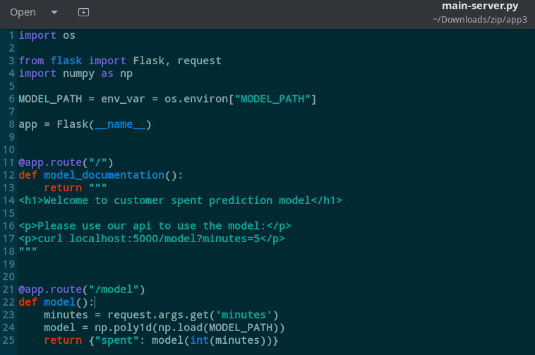 Open
main-server.py
~/Downloads/zip/app3
1 import os
2
3 from flask import Flask, request
4 import numpy as np
5
6 MODEL_PATH = env_var = os.environ["MODEL_PATH"]
7
8 app = Flask(__name__)
9
10
11 @app.route("/")
12 def model_documentation():
13     return """
14 <h1>Welcome to customer spent prediction model</h1>
15
16 <p>Please use our api to use the model:</p>
17 <p>curl localhost:5000/model?minutes=5</p>
18 """
19
20
21 @app.route("/model")
22 def model():
23     minutes = request.args.get('minutes')
24     model = np.poly1d(np.load(MODEL_PATH))
25     return {"spent": model(int(minutes))}